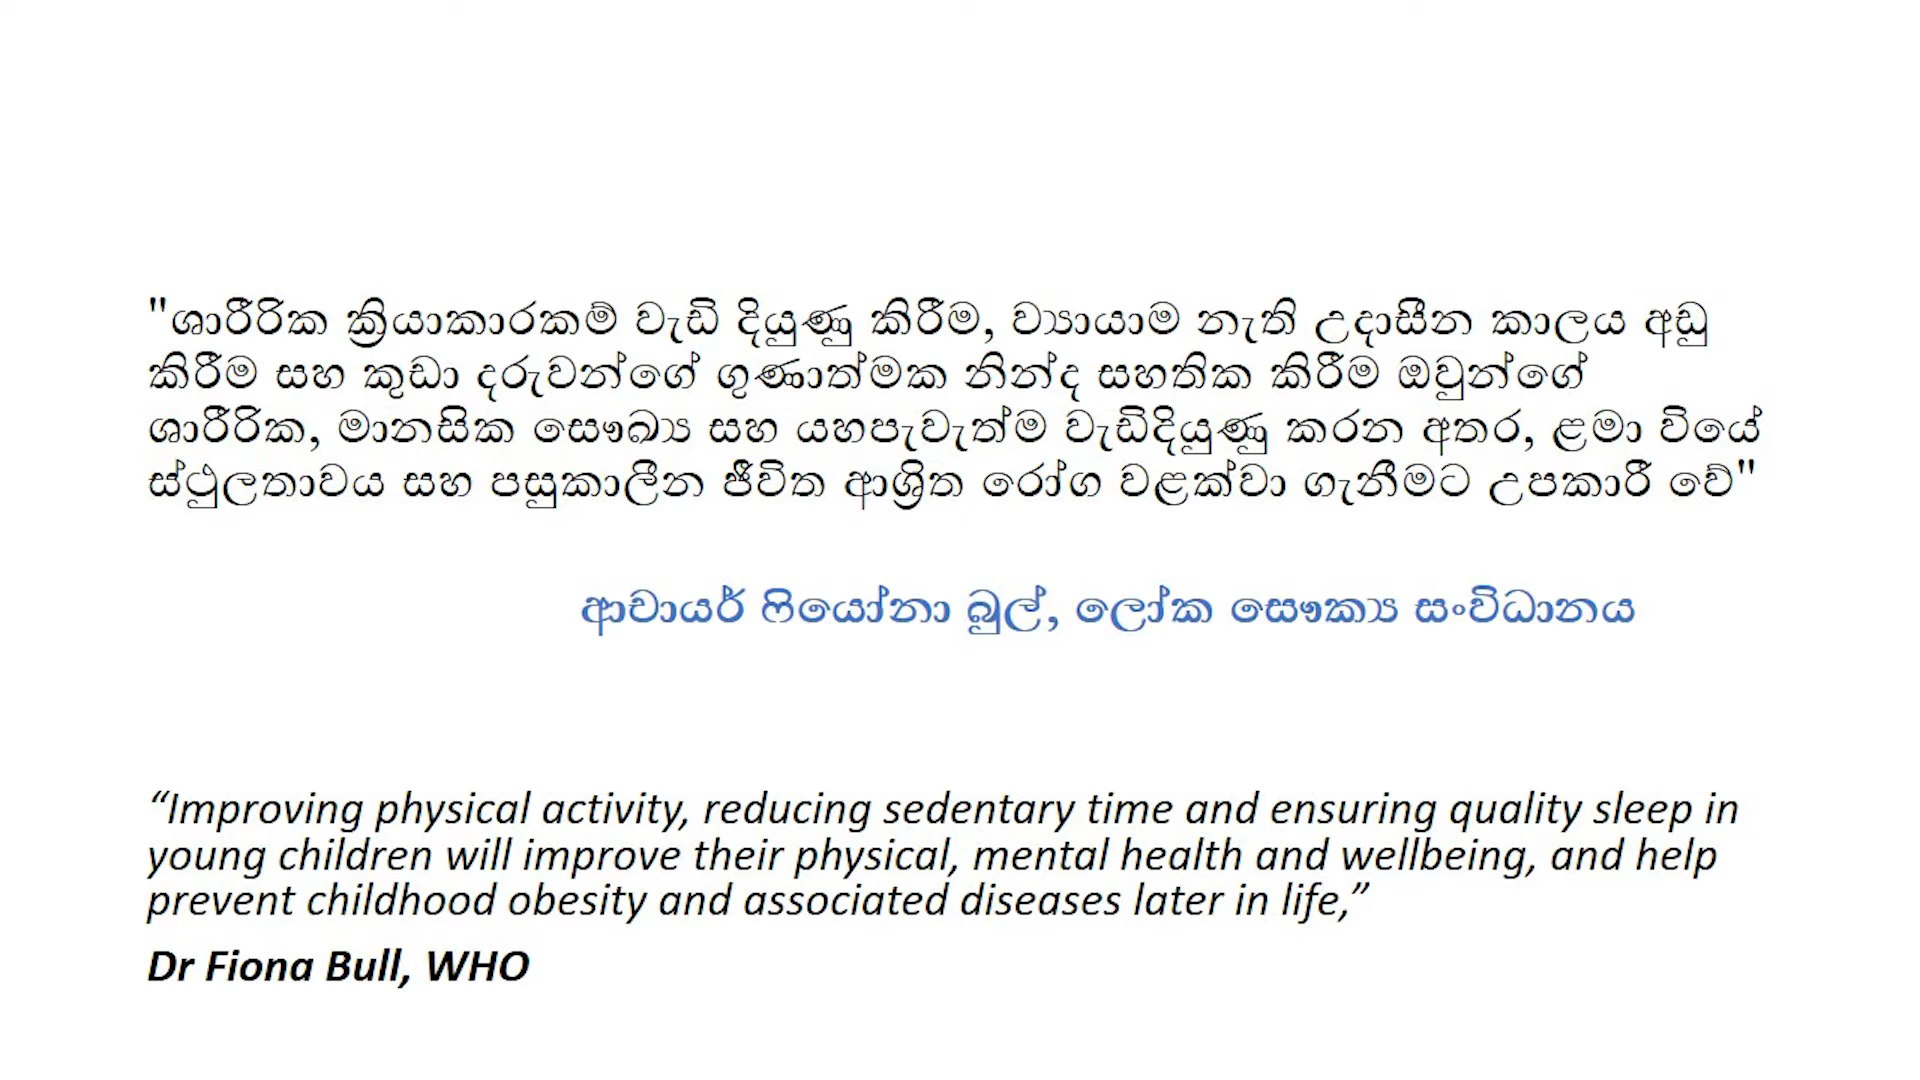 "ශාරීරික ක්‍රියාකාරකම් වැඩි දියුණු කිරීම, ව්‍යායාම නැති උදාසීන කාලය අඩු
කිරීම සහ කුඩා දරුවන්ගේ ගුණාත්මක නින්ද සහතික කිරීම ඔවුන්ගේ
ශාරීරික, මානසික සෞඛ්‍ය සහ යහපැවැත්ම වැඩිදියුණු කරන අතර, ළමා වියේ
ස්ථුලතාවය සහ පසුකාලීන ජීවිත ආශ්‍රිත රෝග වළක්වා ගැනීමට උපකාරී වේ"
ආචායර් ෆියෝනා බුල්, ලෝක සෞක්‍ය සංවිධානය
“Improving physical activity, reducing sedentary time and ensuring quality sleep in
young children will improve their physical, mental health and wellbeing, and help
prevent childhood obesity and associated diseases later in life,”
Dr Fiona Bull, WHO